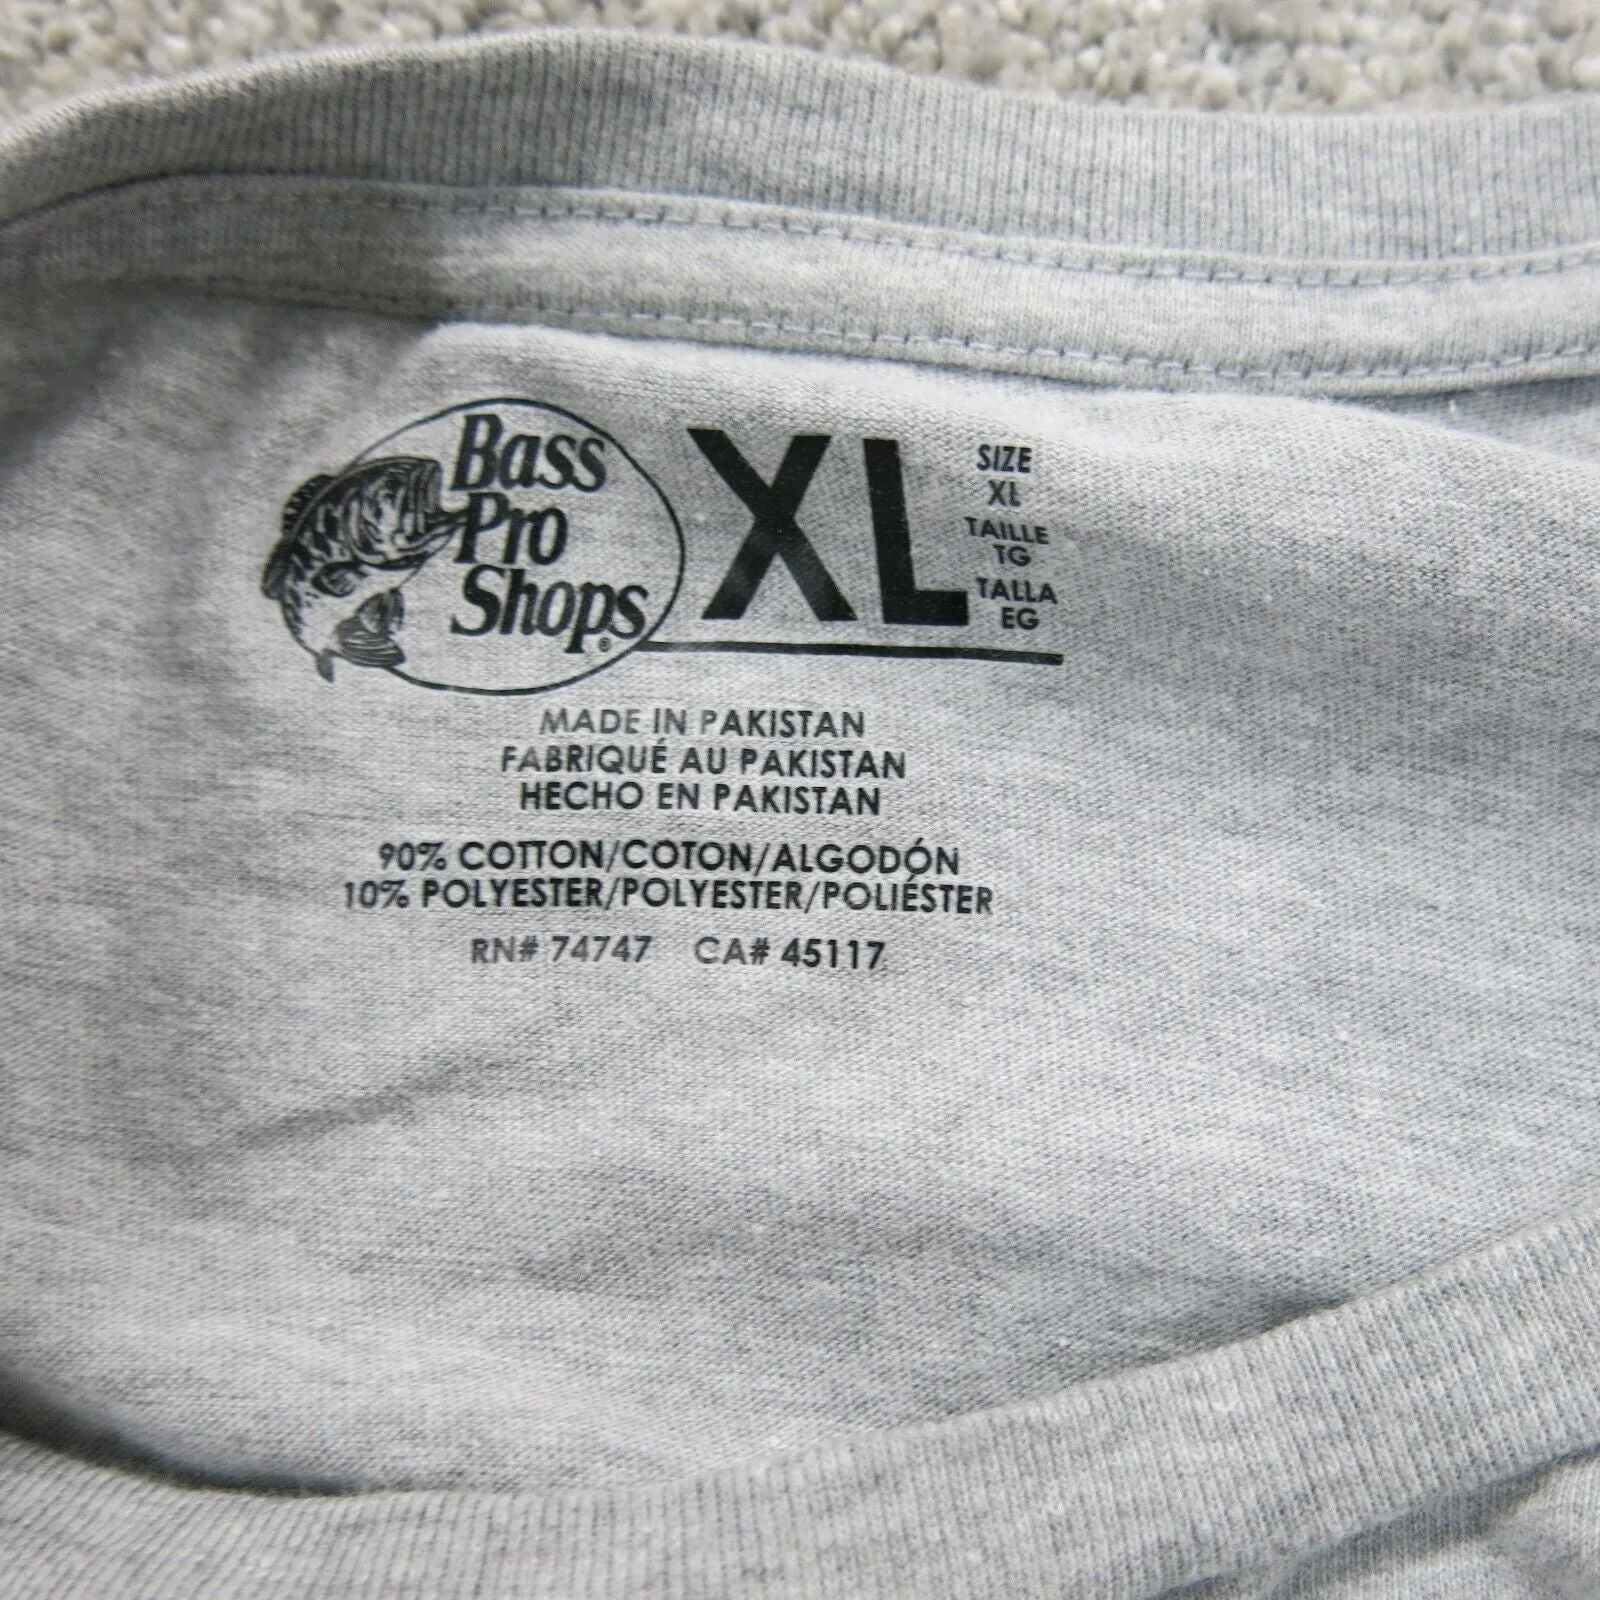 Bass
Pro
Shops®
XL
SIZE
XL
TAILLE
TG
TALLA
EG
MADE IN PAKISTAN
FABRIQUÉ AU PAKISTAN
HECHO EN PAKISTAN
90% COTTON/COTON/ALGODÓN
10% POLYESTER/POLYESTER/POLIÉSTER
RN# 74747 CA# 45117